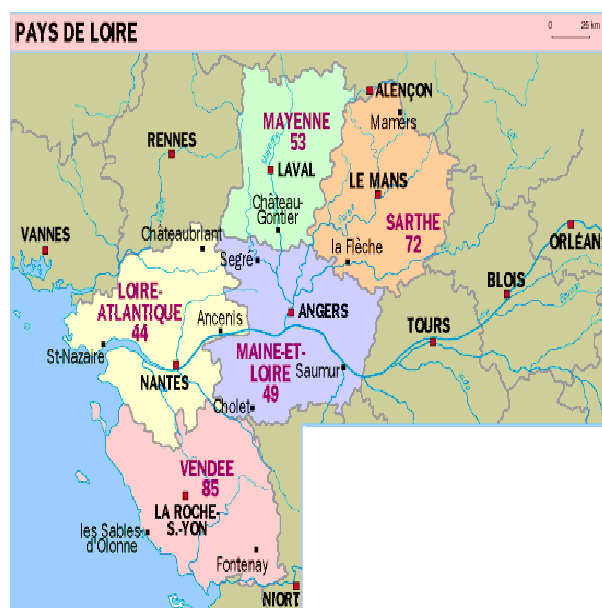 PAYS DE LOIRE
0 25 km
ALENÇON
MAYENNE
53
Mamers
RENNES
LAVAL
LE MANS
Château-
Gontier
SARTHE
72
VANNES
Châteaubriant
la Flèche
ORLÉANS
Segré
BLOIS
LOIRE-
ATLANTIQUE
44
ANGERS
Ancenis
TOURS
St-Nazaire
MAINE-ET-
LOIRE
49
Saumur
NANTES
Cholet
VENDEE
85
LA ROCHE-
S.-YON
les Sables
d'Olonne
Fontenay
NIORT